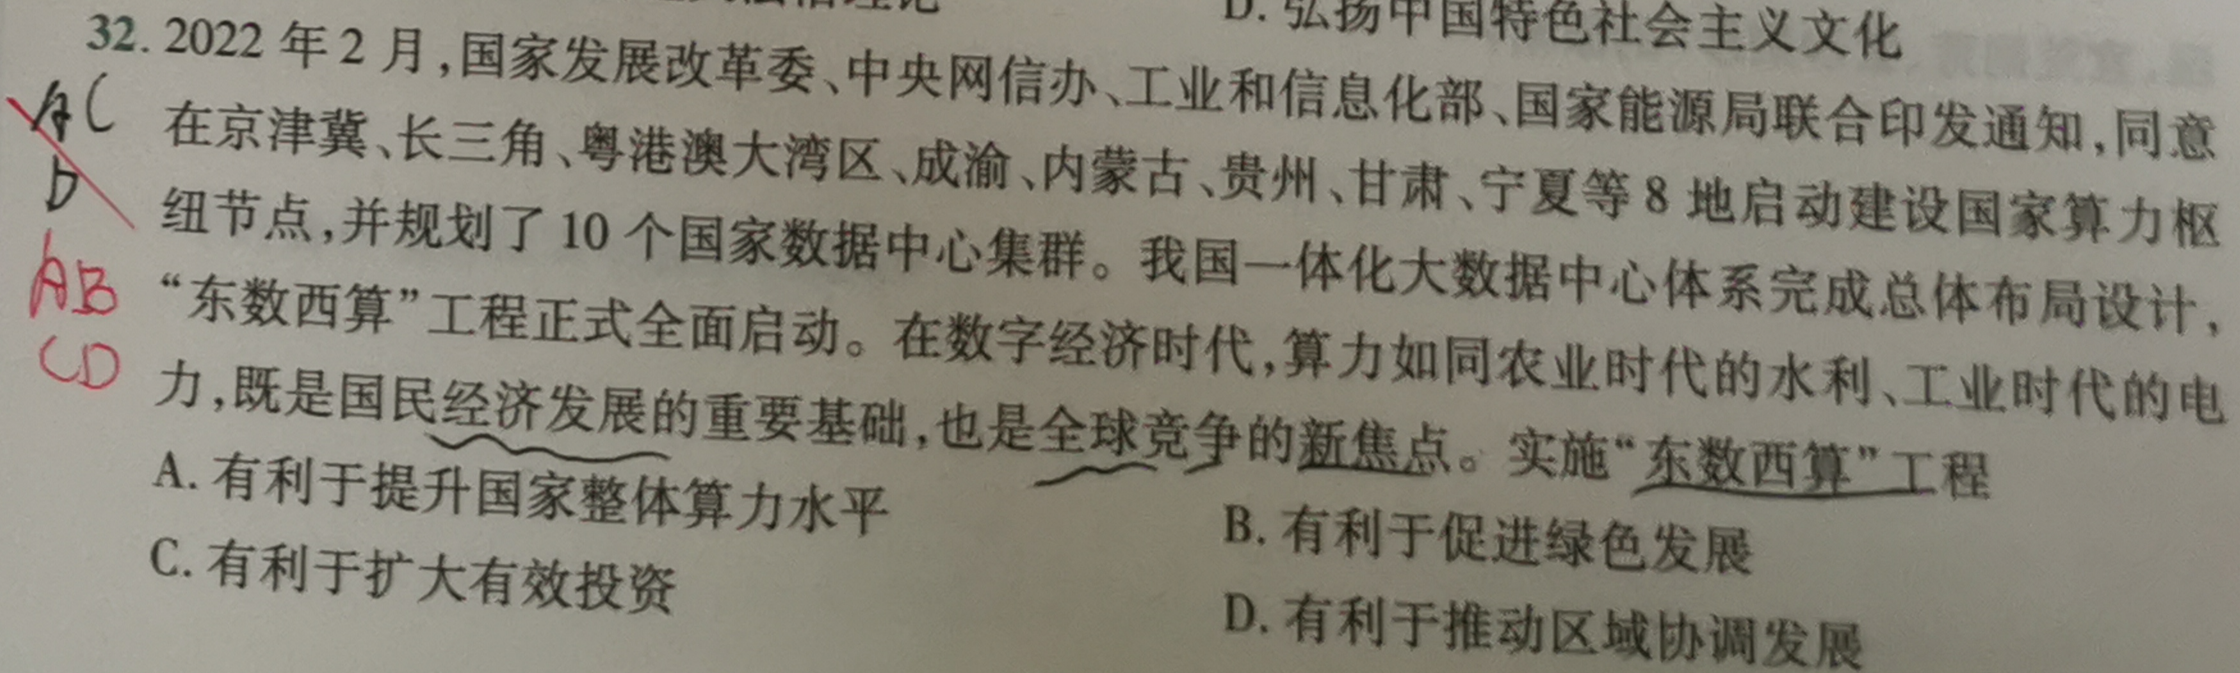 D. 弘扬中国特色社会主义文化
32. 2022 年 2 月,国家发展改革委、中央网信办、工业和信息化部、国家能源局联合印发通知,同意
AC
在京津冀、长三角、粤港澳大湾区、成渝、内蒙古、贵州、甘肃、宁夏等 8 地启动建设国家算力枢
D
纽节点,并规划了 10 个国家数据中心集群。我国一体化大数据中心体系完成总体布局设计,
AB
“东数西算”工程正式全面启动。在数字经济时代,算力如同农业时代的水利、工业时代的电
CD
力,既是国民经济发展的重要基础,也是全球竞争的新焦点。实施“东数西算”工程
A. 有利于提升国家整体算力水平
B. 有利于促进绿色发展
C. 有利于扩大有效投资
D. 有利于推动区域协调发展